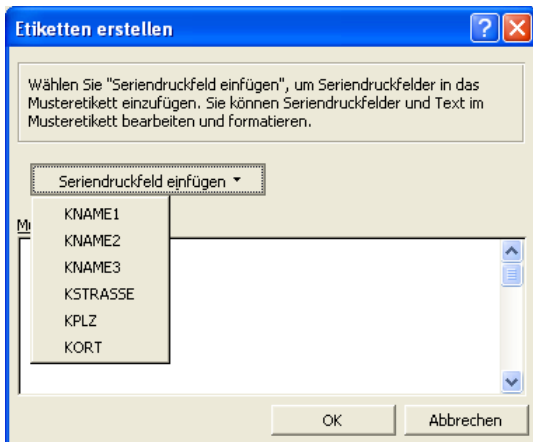 Etiketten erstellen
Wählen Sie "Seriendruckfeld einfügen", um Seriendruckfelder in das
Musteretikett einzufügen. Sie können Seriendruckfelder und Text im
Musteretikett bearbeiten und formatieren.
Seriendruckfeld einfügen
KNAME1
KNAME2
KNAME3
KSTRASSE
KPLZ
KORT
OK
Abbrechen